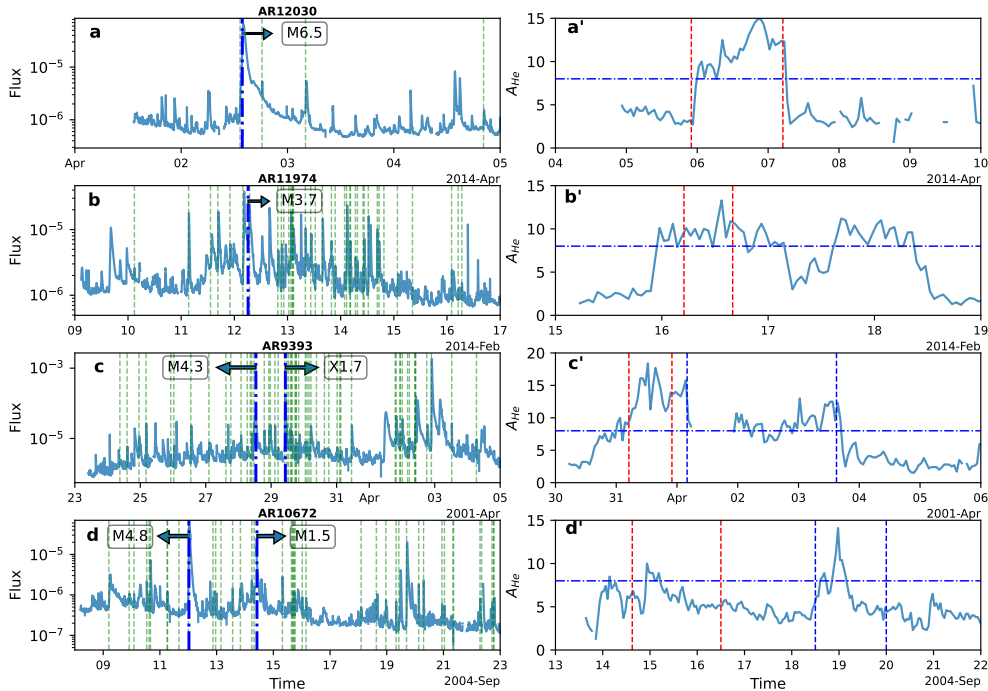 AR12030
a
M6.5
Flux
10⁻⁵
10⁻⁶
Apr 02 03 04 05
2014-Apr
a'
A_He
15
10
5
0
04 05 06 07 08 09 10
2014-Apr
AR11974
b
M3.7
Flux
10⁻⁵
10⁻⁶
09 10 11 12 13 14 15 16 17
2014-Feb
b'
A_He
15
10
5
0
15 16 17 18 19
2014-Feb
AR9393
c
M4.3
X1.7
Flux
10⁻³
10⁻⁵
23 25 27 29 31 Apr 03 05
2001-Apr
c'
A_He
20
15
10
5
0
30 31 Apr 02 03 04 05 06
2001-Apr
AR10672
d
M4.8
M1.5
Flux
10⁻⁵
10⁻⁶
10⁻⁷
09 11 13 15 17 19 21 23
Time
2004-Sep
d'
A_He
15
10
5
0
13 14 15 16 17 18 19 20 21 22
Time
2004-Sep